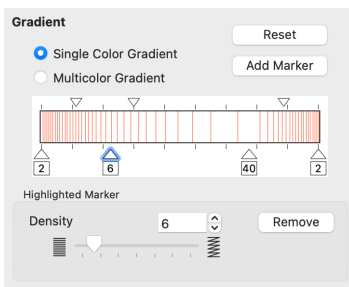 Gradient
Reset
Single Color Gradient
Add Marker
Multicolor Gradient
2 6 40 2
Highlighted Marker
Density 6 Remove